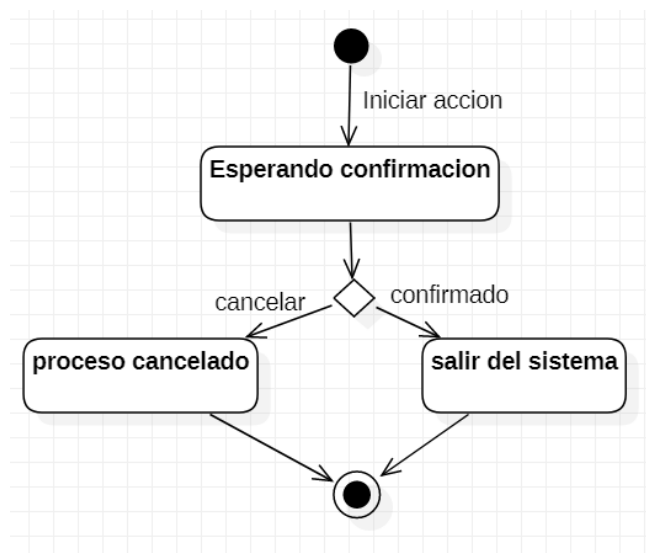 Iniciar accion
Esperando confirmacion
cancelar
confirmado
proceso cancelado
salir del sistema